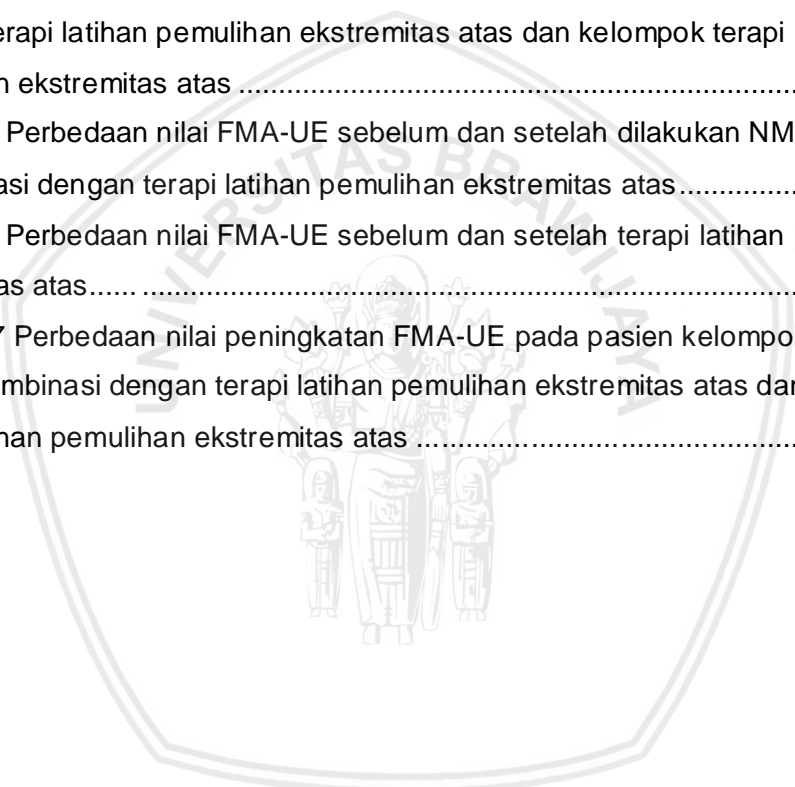 erapi latihan pemulihan ekstremitas atas dan kelompok terapi
n ekstremitas atas ......................................................................
Perbedaan nilai FMA-UE sebelum dan setelah dilakukan NM
asi dengan terapi latihan pemulihan ekstremitas atas...............
Perbedaan nilai FMA-UE sebelum dan setelah terapi latihan
as atas...... ..................................................................................
7 Perbedaan nilai peningkatan FMA-UE pada pasien kelompo
mbinasi dengan terapi latihan pemulihan ekstremitas atas dan
han pemulihan ekstremitas atas ................................................
UNIVERSITAS BRAWIJAYA